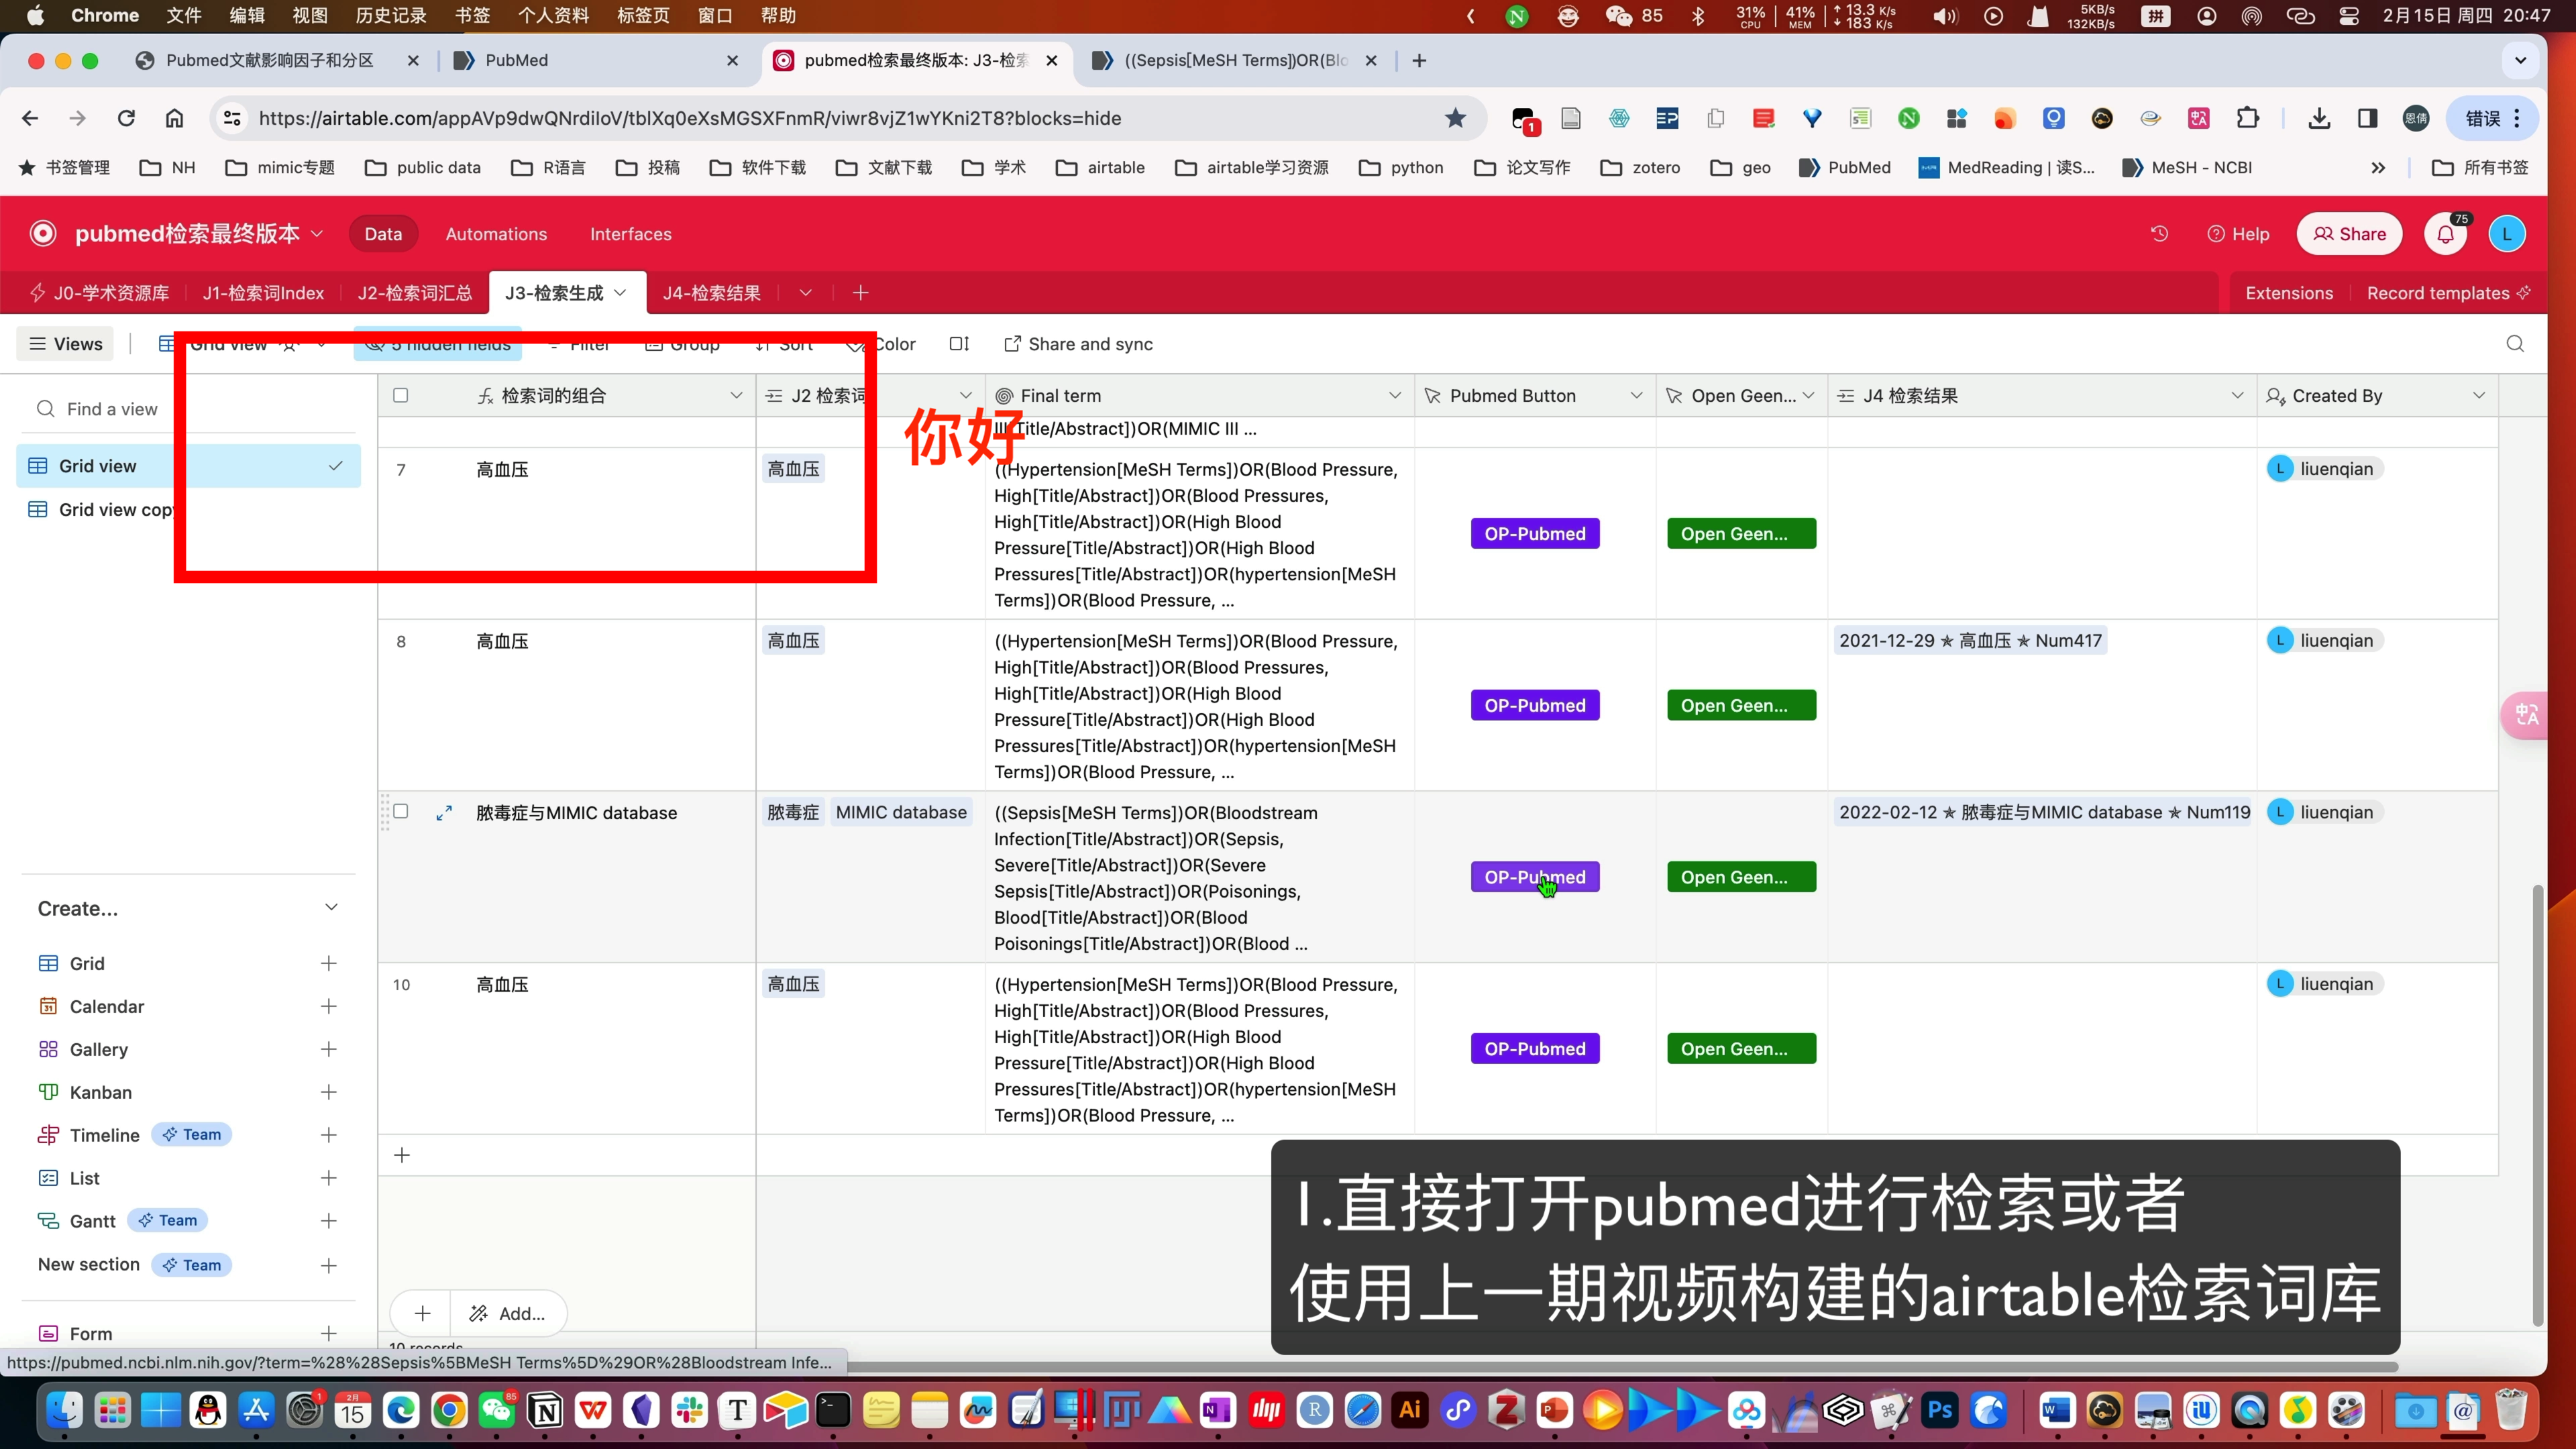 Chrome 文件 编辑 视图 历史记录 书签 个人资料 标签页 窗口 帮助 85 31% CPU 41% MEM 13.3 K/s 183 K/s 5KB/s 132KB/s 拼 2月15日 周四 20:47
Pubmed文献影响因子和分区 PubMed pubmed检索最终版本: J3-检索 ((Sepsis[MeSH Terms])OR(Blo
https://airtable.com/appAVp9dwQNrdiIoV/tblXq0eXsMGSXFnmR/viwr8vjZ1wYKni2T8?blocks=hide 1 恩倩 错误
书签管理 NH mimic专题 public data R语言 投稿 软件下载 文献下载 学术 airtable airtable学习资源 python 论文写作 zotero geo PubMed MedReading | 读S... MeSH - NCBI 所有书签
pubmed检索最终版本 Data Automations Interfaces Help Share 75 L
J0-学术资源库 J1-检索词Index J2-检索词汇总 J3-检索生成 J4-检索结果 Extensions Record templates
Views Grid view 5 hidden fields Filter Group Sort Color Share and sync
Find a view
Grid view
Grid view copy
检索词的组合 J2 检索词 Final term Pubmed Button Open Geen... J4 检索结果 Created By
你好
III[Title/Abstract])OR(MIMIC III ...
7 高血压 高血压 ((Hypertension[MeSH Terms])OR(Blood Pressure, liuenqian
High[Title/Abstract])OR(Blood Pressures,
High[Title/Abstract])OR(High Blood
OP-Pubmed Open Geen...
Pressure[Title/Abstract])OR(High Blood
Pressures[Title/Abstract])OR(hypertension[MeSH
Terms])OR(Blood Pressure, ...
8 高血压 高血压 ((Hypertension[MeSH Terms])OR(Blood Pressure, 2021-12-29 ✯ 高血压 ✯ Num417 liuenqian
High[Title/Abstract])OR(Blood Pressures,
High[Title/Abstract])OR(High Blood
OP-Pubmed Open Geen...
Pressure[Title/Abstract])OR(High Blood
Pressures[Title/Abstract])OR(hypertension[MeSH
Terms])OR(Blood Pressure, ...
脓毒症与MIMIC database 脓毒症 MIMIC database ((Sepsis[MeSH Terms])OR(Bloodstream 2022-02-12 ✯ 脓毒症与MIMIC database ✯ Num119 liuenqian
Infection[Title/Abstract])OR(Sepsis,
Severe[Title/Abstract])OR(Severe
OP-Pubmed Open Geen...
Sepsis[Title/Abstract])OR(Poisonings,
Blood[Title/Abstract])OR(Blood
Poisonings[Title/Abstract])OR(Blood ...
10 高血压 高血压 ((Hypertension[MeSH Terms])OR(Blood Pressure, liuenqian
High[Title/Abstract])OR(Blood Pressures,
High[Title/Abstract])OR(High Blood
OP-Pubmed Open Geen...
Pressure[Title/Abstract])OR(High Blood
Pressures[Title/Abstract])OR(hypertension[MeSH
Terms])OR(Blood Pressure, ...
Create...
Grid
Calendar
Gallery
Kanban
Timeline Team
List
Gantt Team
New section Team
Form
Add...
10 records
1.直接打开pubmed进行检索或者
使用上一期视频构建的airtable检索词库
https://pubmed.ncbi.nlm.nih.gov/?term=%28%28Sepsis%5BMeSH Terms%5D%29OR%28Bloodstream Infe...